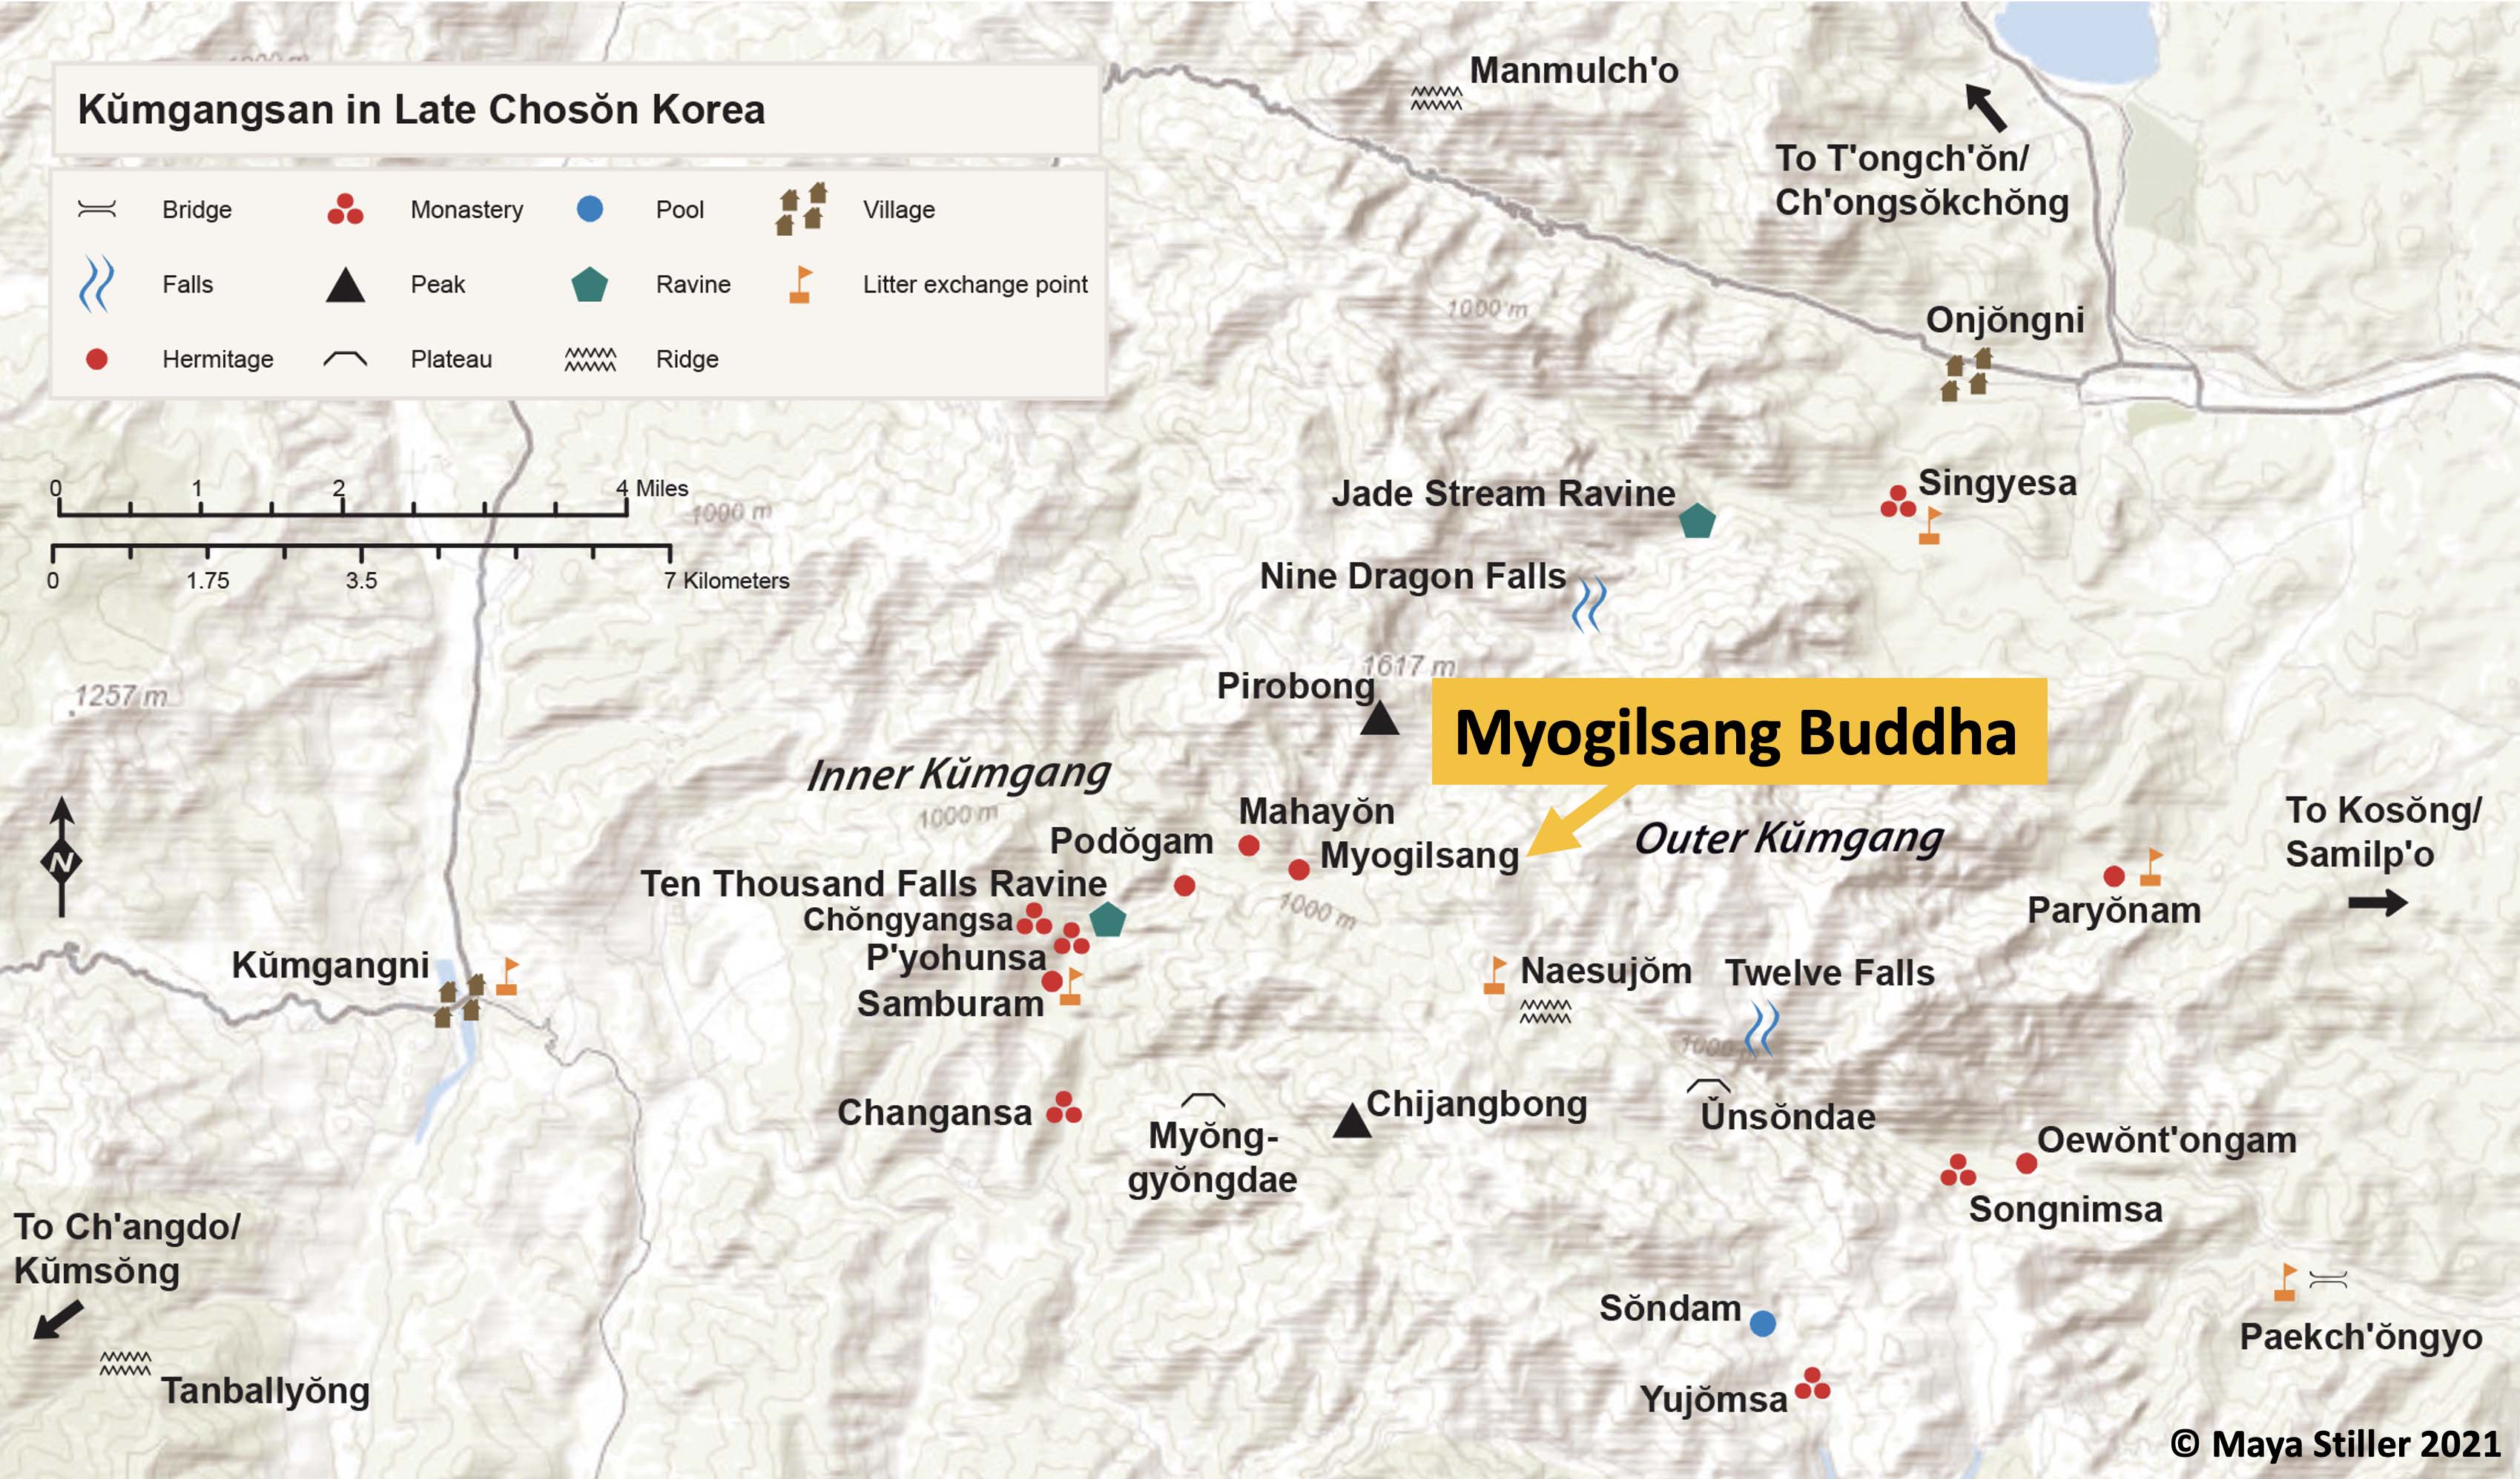 1000 m
Kŭmgangsan in Late Chosŏn Korea
Bridge
Monastery
Pool
Village
Falls
Peak
Ravine
Litter exchange point
Hermitage
Plateau
Ridge
0 1 2 4 Miles
0 1.75 3.5 7 Kilometers
Manmulch'o
To T'ongch'ŏn/
Ch'ongsŏkchŏng
1000 m
Onjŏngni
Singyesa
Jade Stream Ravine
1000 m
Nine Dragon Falls
1617 m
Pirobong
1257 m
Myogilsang Buddha
Inner Kŭmgang
1000 m
Mahayŏn
Podŏgam
Myogilsang
Outer Kŭmgang
To Kosŏng/
Samilp'o
Ten Thousand Falls Ravine
1000 m
Chŏngyangsa
Paryŏnam
P'yohunsa
Kŭmgangni
Samburam
Naesujŏm
Twelve Falls
1000
Changansa
Myŏng-
gyŏngdae
Chijangbong
Ŭnsŏndae
Oewŏnt'ongam
Songnimsa
To Ch'angdo/
Kŭmsŏng
Sŏndam
Paekch'ŏngyo
Tanballyŏng
Yujŏmsa
© Maya Stiller 2021